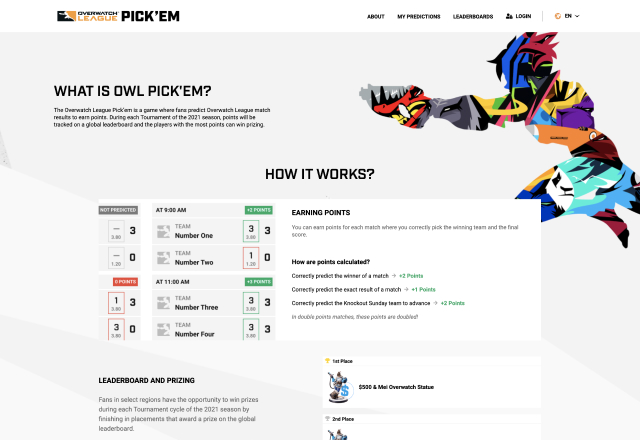 OVERWATCH LEAGUE PICK'EM
ABOUT MY PREDICTIONS LEADERBOARDS LOGIN EN
WHAT IS OWL PICK'EM?
The Overwatch League Pick'em is a game where fans predict Overwatch League match
results to earn points. During each Tournament of the 2021 season, points will be
tracked on a global leaderboard and the players with the most points can win prizing.
HOW IT WORKS?
NOT PREDICTED
— 3
3.80
— 0
1.20
AT 9:00 AM +2 POINTS
TEAM
Number One
3 3
3.80
TEAM
Number Two
1 0
1.20
0 POINTS
1 3
3.80
3 0
3.80
AT 11:00 AM +3 POINTS
TEAM
Number Three
3 3
3.80
TEAM
Number Four
3 3
3.80
EARNING POINTS
You can earn points for each match where you correctly pick the winning team and the final
score.
How are points calculated?
Correctly predict the winner of a match → +2 Points
Correctly predict the exact result of a match → +1 Points
Correctly predict the Knockout Sunday team to advance → +2 Points
In double points matches, these points are doubled!
LEADERBOARD AND PRIZING
Fans in select regions have the opportunity to win prizes
during each Tournament cycle of the 2021 season by
finishing in placements that award a prize on the global
leaderboard.
1st Place
$500 & Mei Overwatch Statue
2nd Place